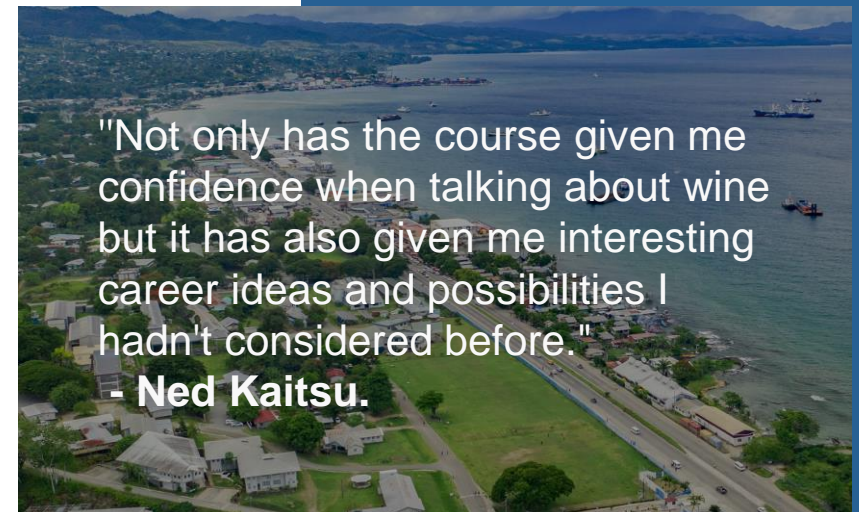 "Not only has the course given me
confidence when talking about wine
but it has also given me interesting
career ideas and possibilities I
hadn't considered before."
- Ned Kaitsu.